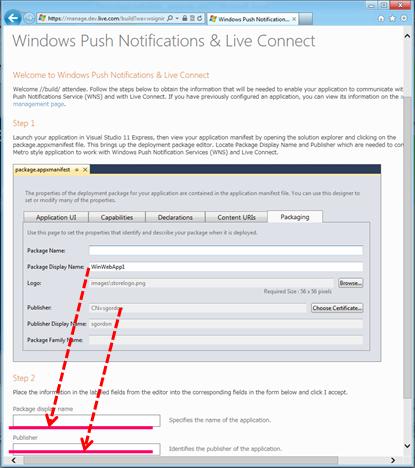 https://manage.dev.live.com/build?wa=wsignir
Windows Push Notification...
Windows Push Notifications & Live Connect
Welcome to Windows Push Notifications & Live Connect
Welcome //build/ attendee. Follow the steps below to obtain the information that will be needed to enable your application to communicate wit
Push Notification Service (WNS) and with Live Connect. If you have previously configured an application, you can view its information on the
management page.
Step 1
Launch your application in Visual Studio 11 Express, then view your application manifest by opening the solution explorer and clicking on the
package.appxmanifest file. This brings up the deployment package editor. Locate Package Display Name and Publisher which are needed to con
Metro style application to work with Windows Push Notification Services (WNS) and Live Connect.
package.appxmanifest
The properties of the deployment package for your application are contained in the application manifest file. You can use this designer to
set or modify many of the properties.
Application UI
Capabilities
Declarations
Content URIs
Packaging
Use this page to set the properties that identify and describe your package when it is deployed.
Package Name:
Package Display Name:
WinWebApp1
Logo:
images\storelogo.png
Browse...
Required Size : 56 x 56 pixels
Publisher:
CN=sgordon
Choose Certificate...
Publisher Display Name:
sgordon
Package Family Name:
Step 2
Place the information in the labeled fields from the editor into the corresponding fields in the form below and click I accept.
Package display name
Specifies the name of the application.
Publisher
Identifies the publisher of the application.